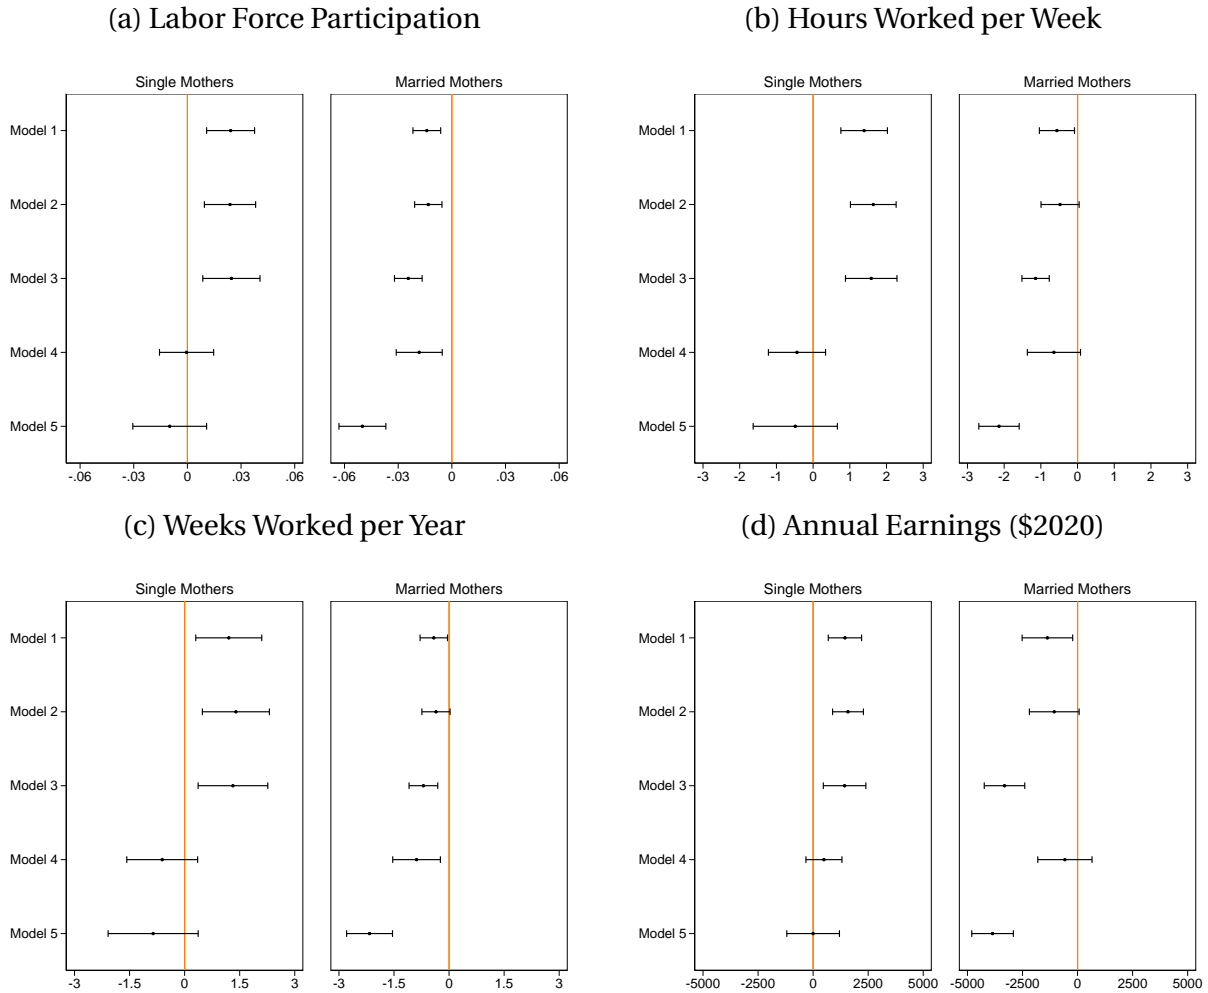 (a) Labor Force Participation
Single Mothers Married Mothers
Model 1
Model 2
Model 3
Model 4
Model 5
-.06 -.03 0 .03 .06 -.06 -.03 0 .03 .06
(b) Hours Worked per Week
Single Mothers Married Mothers
Model 1
Model 2
Model 3
Model 4
Model 5
-3 -2 -1 0 1 2 3 -3 -2 -1 0 1 2 3
(c) Weeks Worked per Year
Single Mothers Married Mothers
Model 1
Model 2
Model 3
Model 4
Model 5
-3 -1.5 0 1.5 3 -3 -1.5 0 1.5 3
(d) Annual Earnings ($2020)
Single Mothers Married Mothers
Model 1
Model 2
Model 3
Model 4
Model 5
-5000 -2500 0 2500 5000 -5000 -2500 0 2500 5000